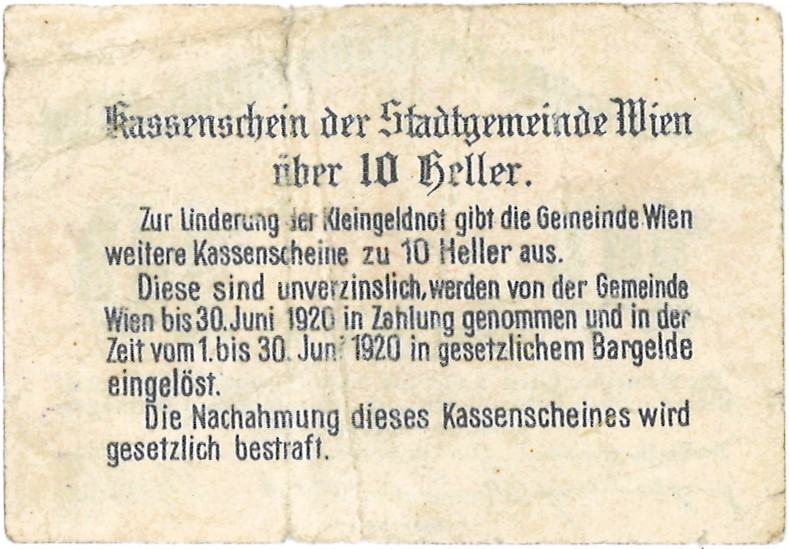 Kassenschein der Stadtgemeinde Wien
über 10 Heller.
Zur Linderung der Kleingeldnot gibt die Gemeinde Wien
weitere Kassenscheine zu 10 Heller aus.
Diese sind unverzinslich, werden von der Gemeinde
Wien bis 30. Juni 1920 in Zahlung genommen und in der
Zeit vom 1. bis 30. Juni 1920 in gesetzlichem Bargelde
eingelöst.
Die Nachahmung dieses Kassenscheines wird
gesetzlich bestraft.